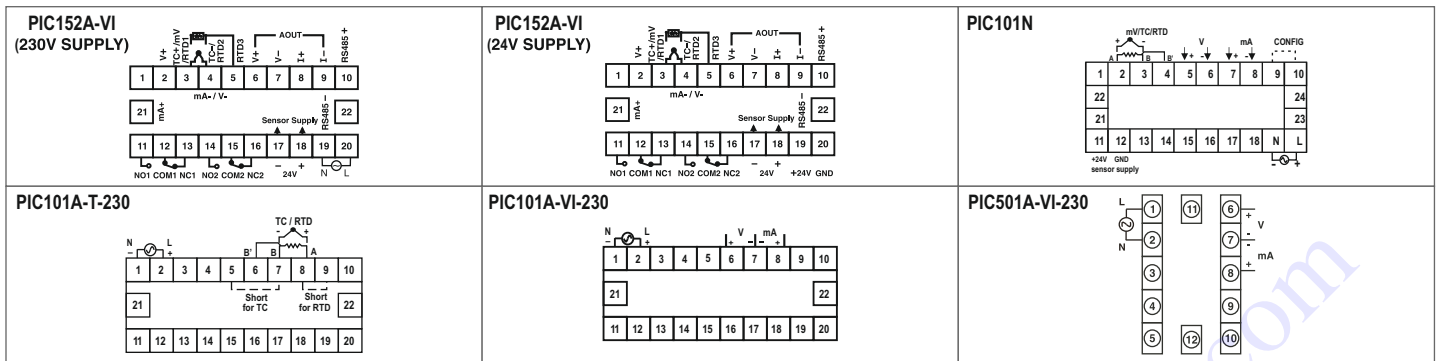 PIC152A-VI
(230V SUPPLY)
V+
TC+/mV
/RTD1
TC-/
RTD2
RTD3
AOUT
V+
V-
I+
I-
RS485 +
1 2 3 4 5 6 7 8 9 10
mA- / V-
21
mA+
Sensor Supply
RS485 -
22
11 12 13 14 15 16 17 18 19 20
NO1 COM1 NC1 NO2 COM2 NC2
- +
24V
N L
PIC152A-VI
(24V SUPPLY)
V+
TC+/mV
/RTD1
TC-/
RTD2
RTD3
AOUT
V+
V-
I+
I-
RS485 +
1 2 3 4 5 6 7 8 9 10
mA- / V-
21
mA+
Sensor Supply
RS485 -
22
11 12 13 14 15 16 17 18 19 20
NO1 COM1 NC1 NO2 COM2 NC2
- +
24V
+24V GND
PIC101N
mV/TC/RTD
+ -
A B B'
V
+ -
mA
+ -
CONFIG
1 2 3 4 5 6 7 8 9 10
22 24
21 23
11 12 13 14 15 16 17 18 N L
+24V GND
sensor supply
- +
PIC101A-T-230
TC / RTD
- +
N L
- +
B' B A
1 2 3 4 5 6 7 8 9 10
21
Short
for TC
Short
for RTD
22
11 12 13 14 15 16 17 18 19 20
PIC101A-VI-230
N L
- +
V mA
+ - - +
1 2 3 4 5 6 7 8 9 10
21 22
11 12 13 14 15 16 17 18 19 20
PIC501A-VI-230
L
N
1 11 6
+
V
2 7
-
-
mA
3 8
+
4 9
5 12 10